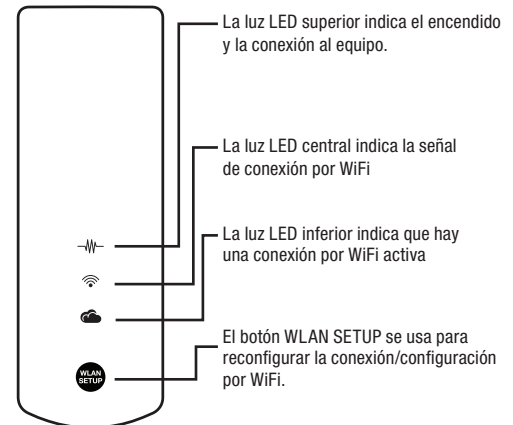 La luz LED superior indica el encendido
y la conexión al equipo.
La luz LED central indica la señal
de conexión por WiFi
La luz LED inferior indica que hay
una conexión por WiFi activa
WLAN
SETUP
El botón WLAN SETUP se usa para
reconfigurar la conexión/configuración
por WiFi.